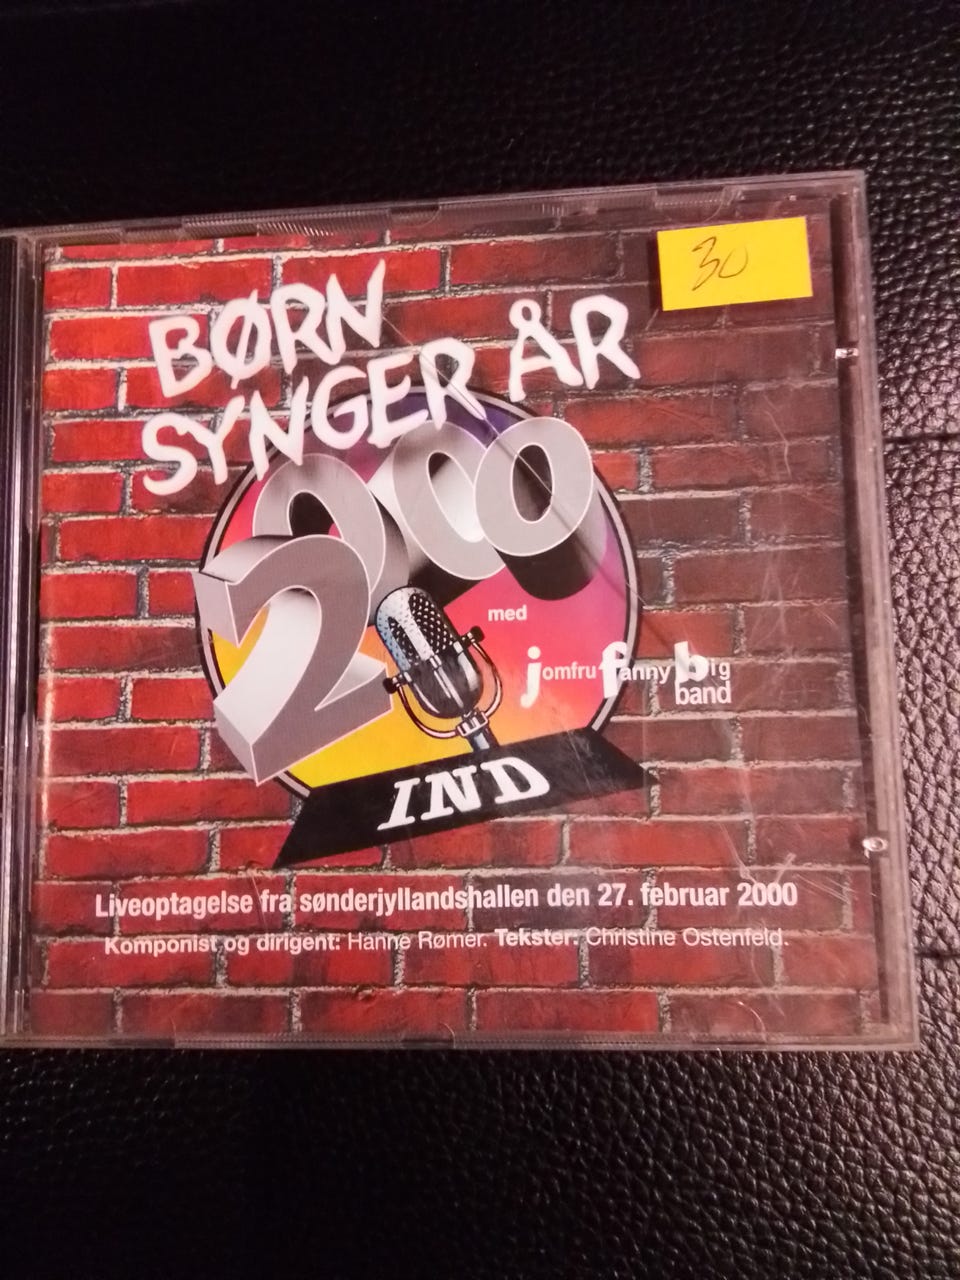 30
BØRN
SYNGER ÅR
2000
med
jomfru fanny big
band
IND
Liveoptagelse fra sønderjyllandshallen den 27. februar 2000
Komponist og dirigent: Hanne Rømer. Tekster: Christine Ostenfeld.